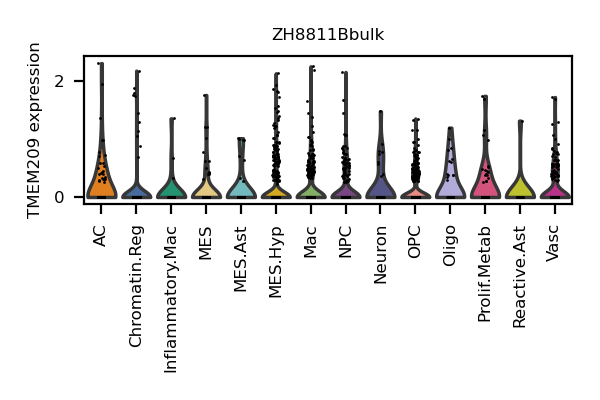 ZH8811Bbulk
TMEM209 expression
2
0
AC
Chromatin.Reg
Inflammatory.Mac
MES
MES.Ast
MES.Hyp
Mac
NPC
Neuron
OPC
Oligo
Prolif.Metab
Reactive.Ast
Vasc